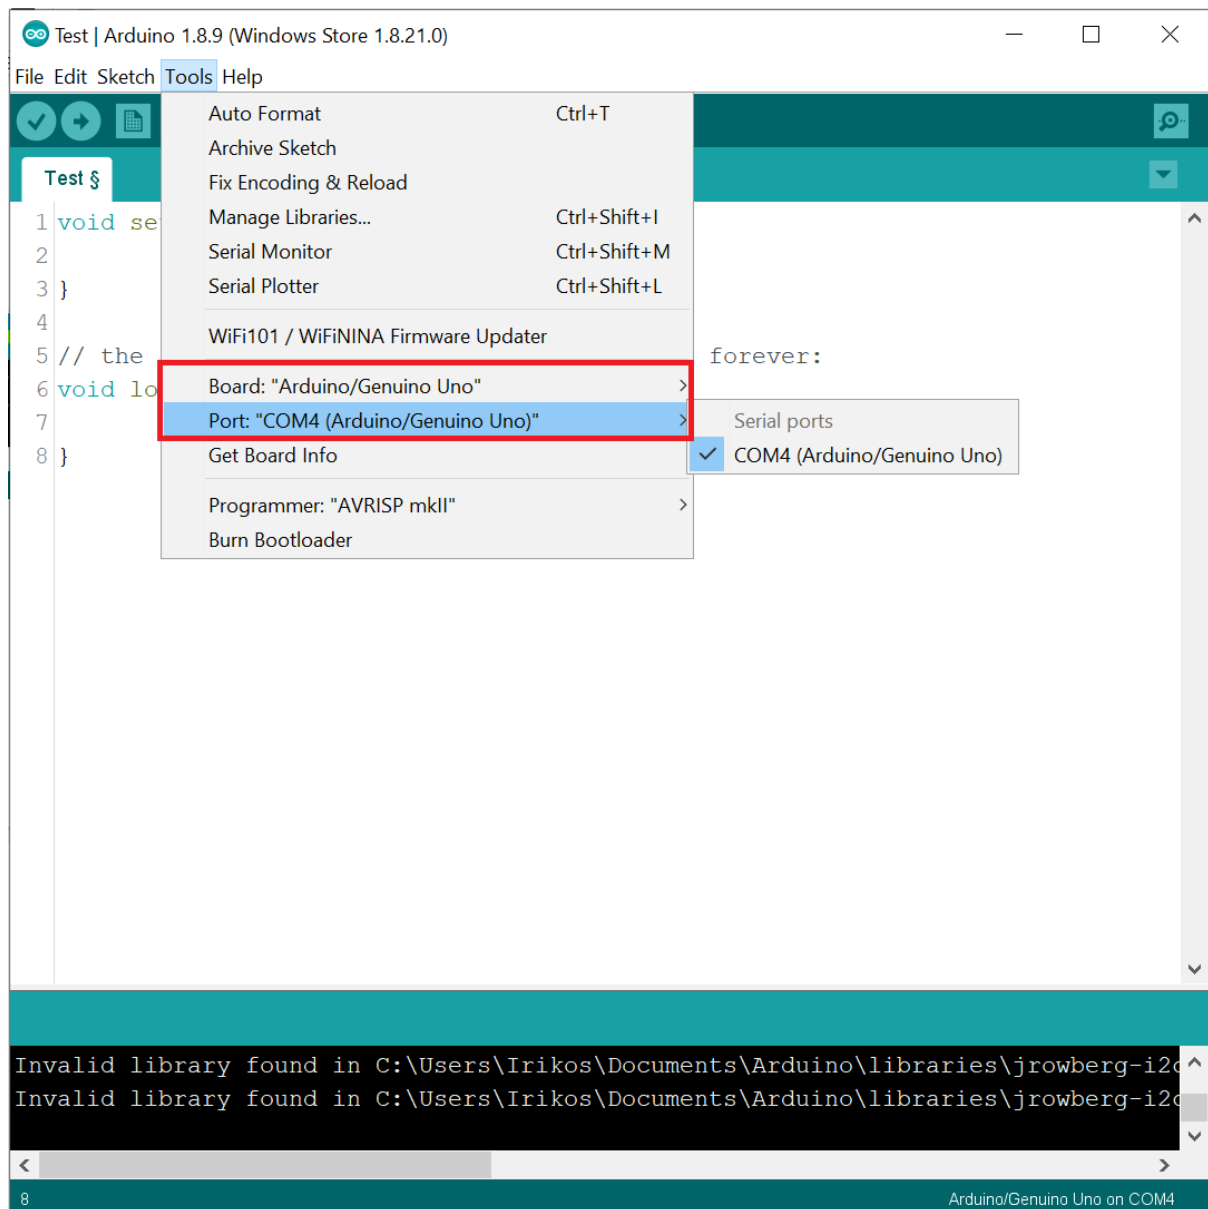 Test | Arduino 1.8.9 (Windows Store 1.8.21.0)
File Edit Sketch Tools Help
Auto Format Ctrl+T
Archive Sketch
Test §
Fix Encoding & Reload
1 void se
Manage Libraries... Ctrl+Shift+I
2
Serial Monitor Ctrl+Shift+M
3 }
Serial Plotter Ctrl+Shift+L
4
WiFi101 / WiFiNINA Firmware Updater
5 // the forever:
6 void lo
Board: "Arduino/Genuino Uno"
7
Port: "COM4 (Arduino/Genuino Uno)"
Serial ports
8 }
Get Board Info
COM4 (Arduino/Genuino Uno)
Programmer: "AVRISP mkII"
Burn Bootloader
Invalid library found in C:\Users\Irikos\Documents\Arduino\libraries\jrowberg-i2c
Invalid library found in C:\Users\Irikos\Documents\Arduino\libraries\jrowberg-i2c
8
Arduino/Genuino Uno on COM4